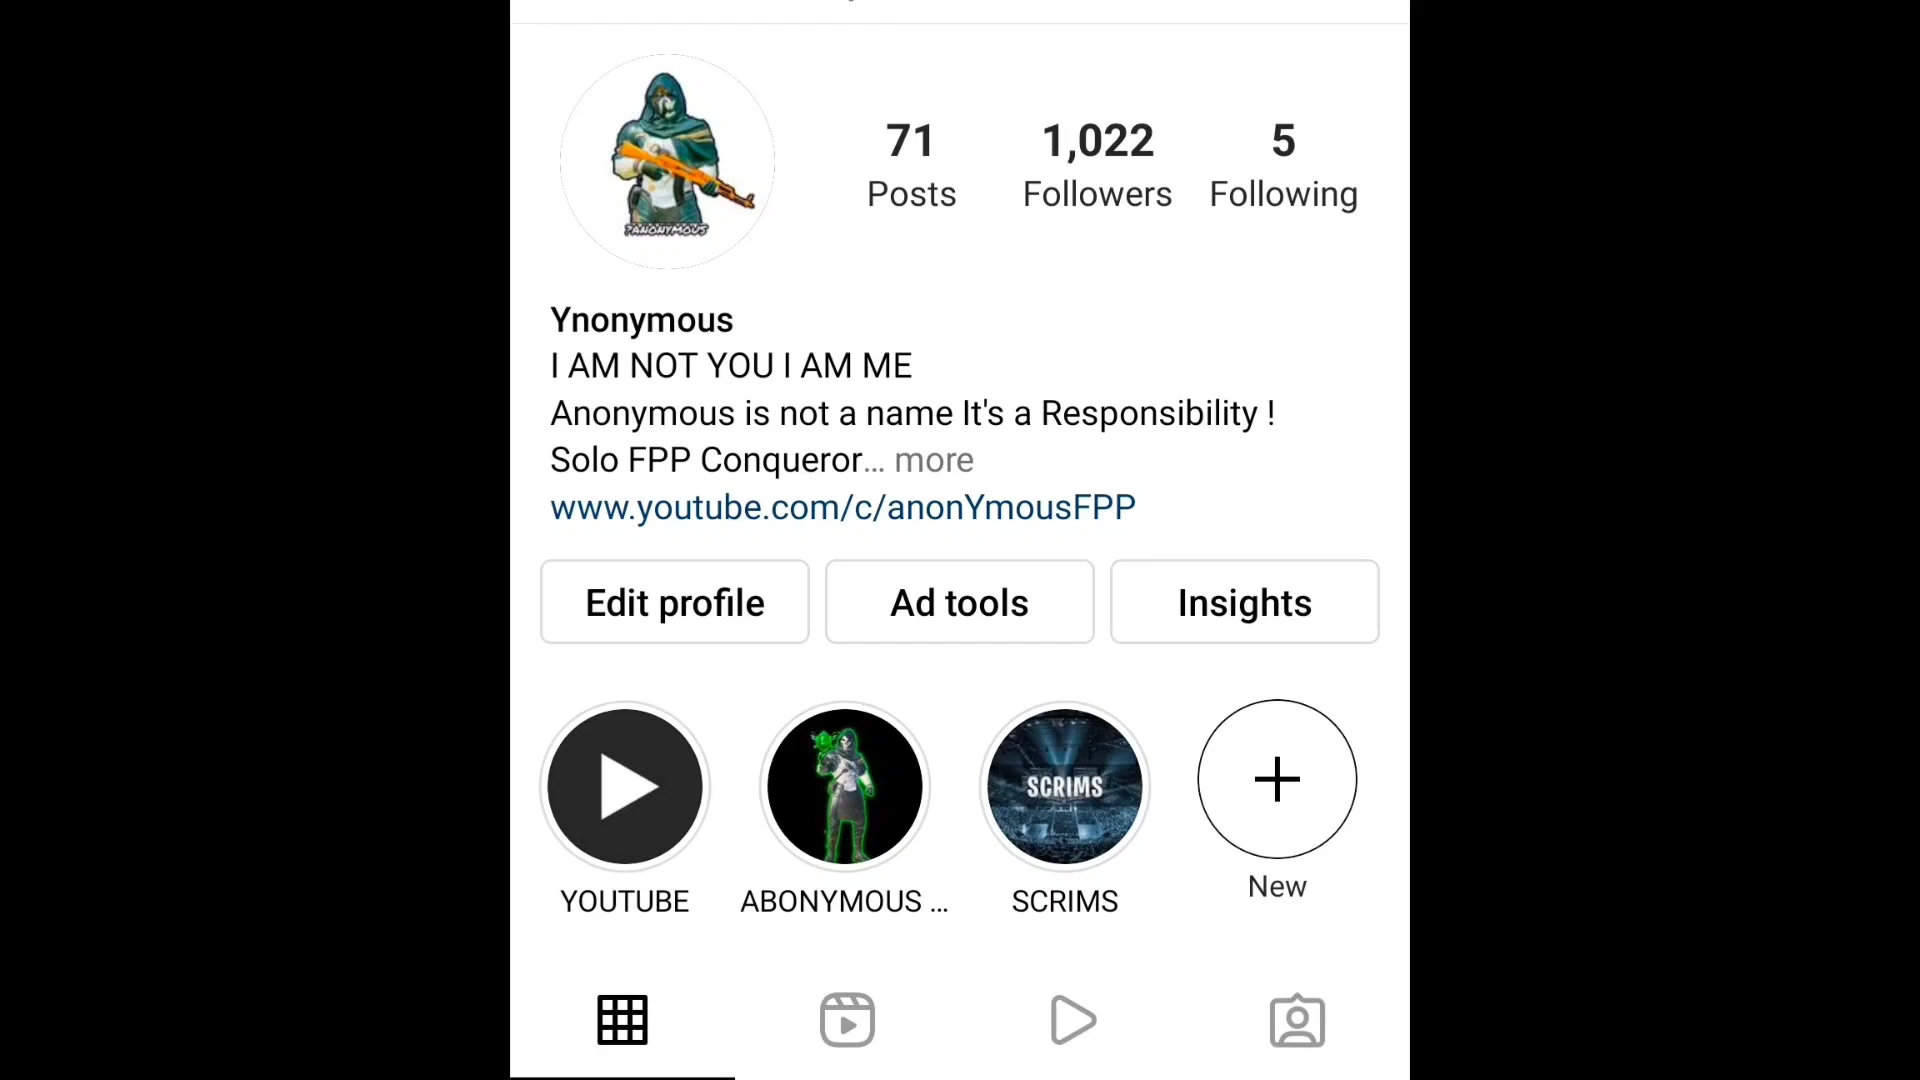 ?ANONYMOUS
71 1,022 5
Posts Followers Following
Ynonymous
I AM NOT YOU I AM ME
Anonymous is not a name It's a Responsibility !
Solo FPP Conqueror... more
www.youtube.com/c/anonYmousFPP
Edit profile Ad tools Insights
SCRIMS
YOUTUBE ABONYMOUS ... SCRIMS New